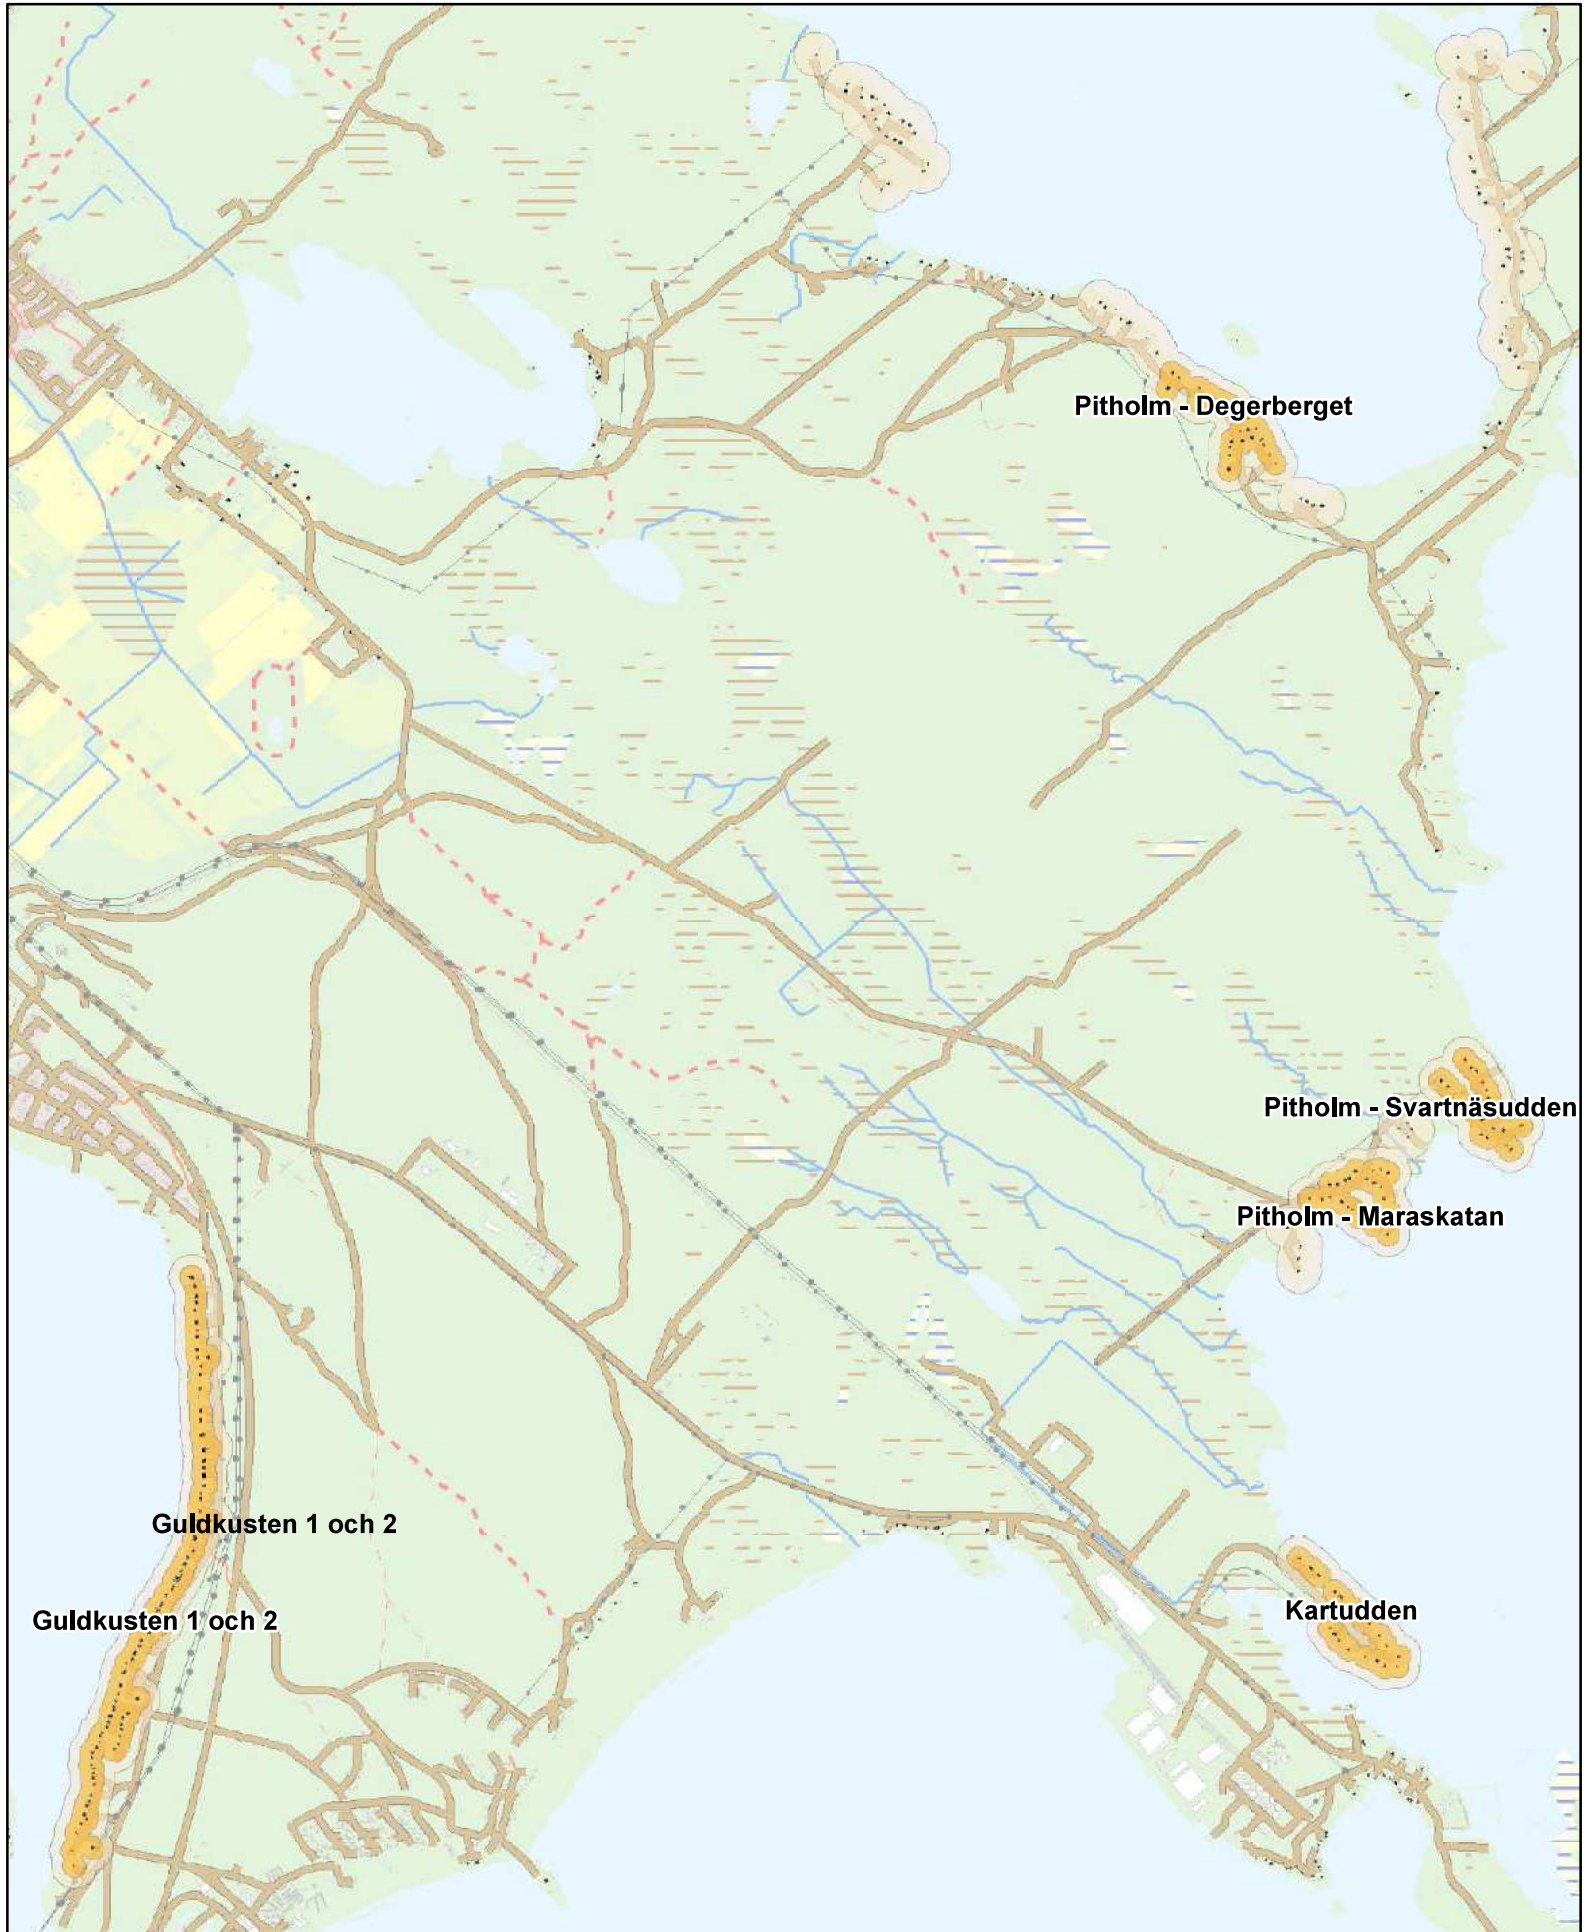 Pitholm - Degerberget
Pitholm - Svartnäsudden
Pitholm - Maraskatan
Guldkusten 1 och 2
Kartudden
Guldkusten 1 och 2